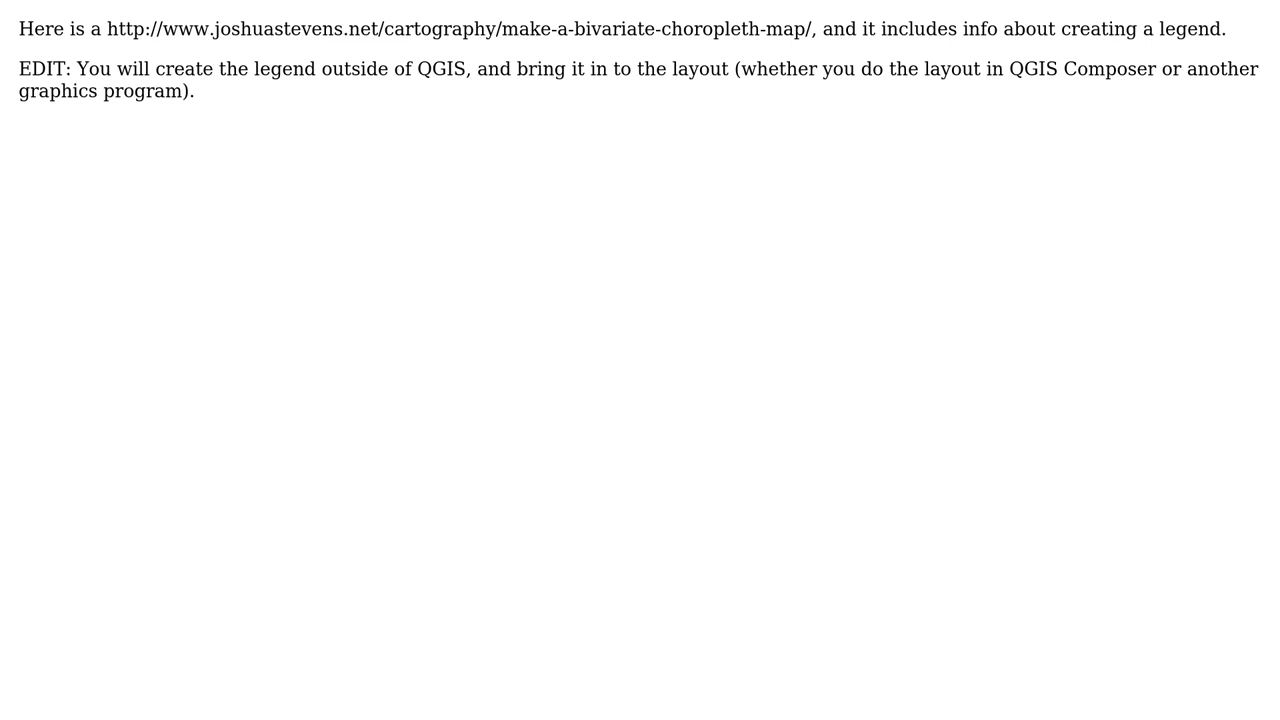 Here is a http://www.joshuastevens.net/cartography/make-a-bivariate-choropleth-map/, and it includes info about creating a legend.
EDIT: You will create the legend outside of QGIS, and bring it in to the layout (whether you do the layout in QGIS Composer or another
graphics program).